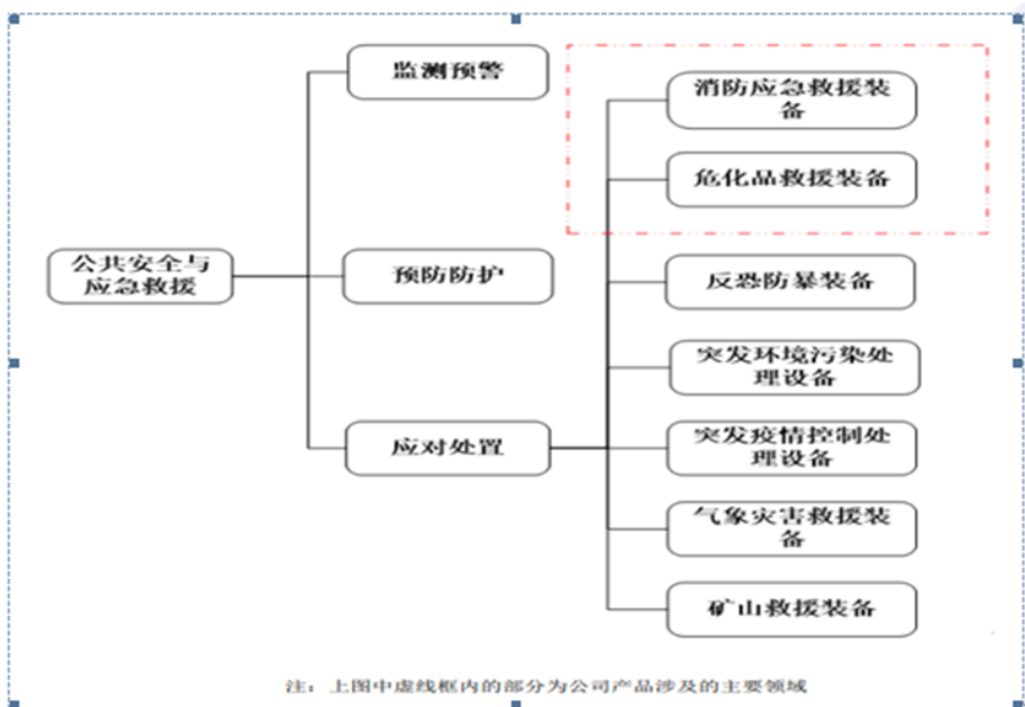 监测预警
消防应急救援装
备
危化品救援装备
公共安全与
应急救援
预防防护
反恐防暴装备
突发环境污染处
理设备
应对处置
突发疫情控制处
理设备
气象灾害救援装
备
矿山救援装备
注：上图中虚线框内的部分为公司产品涉及的主要领域